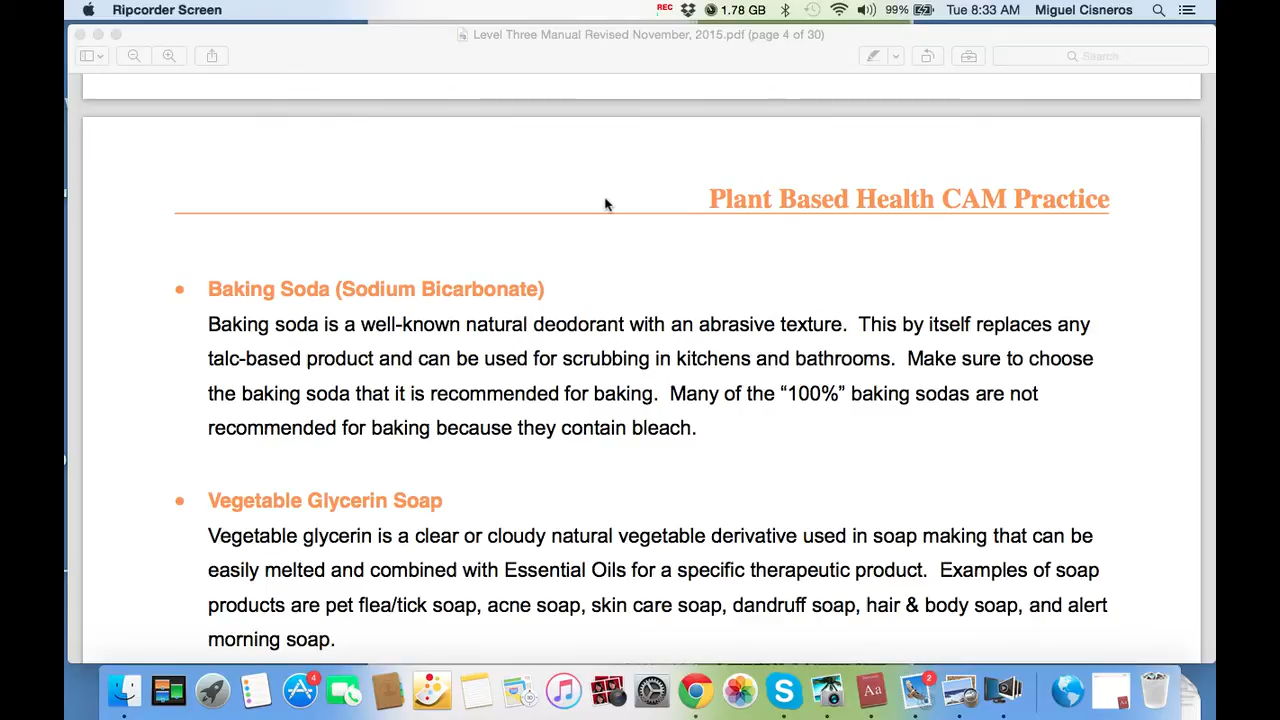 Ripcorder Screen REC 1.78 GB 99% Tue 8:33 AM Miguel Cisneros
Level Three Manual Revised November, 2015.pdf (page 4 of 30)
Search
Plant Based Health CAM Practice
• Baking Soda (Sodium Bicarbonate)
Baking soda is a well-known natural deodorant with an abrasive texture.  This by itself replaces any
talc-based product and can be used for scrubbing in kitchens and bathrooms.  Make sure to choose
the baking soda that it is recommended for baking.  Many of the “100%” baking sodas are not
recommended for baking because they contain bleach.
• Vegetable Glycerin Soap
Vegetable glycerin is a clear or cloudy natural vegetable derivative used in soap making that can be
easily melted and combined with Essential Oils for a specific therapeutic product.  Examples of soap
products are pet flea/tick soap, acne soap, skin care soap, dandruff soap, hair & body soap, and alert
morning soap.
4
Aa
2